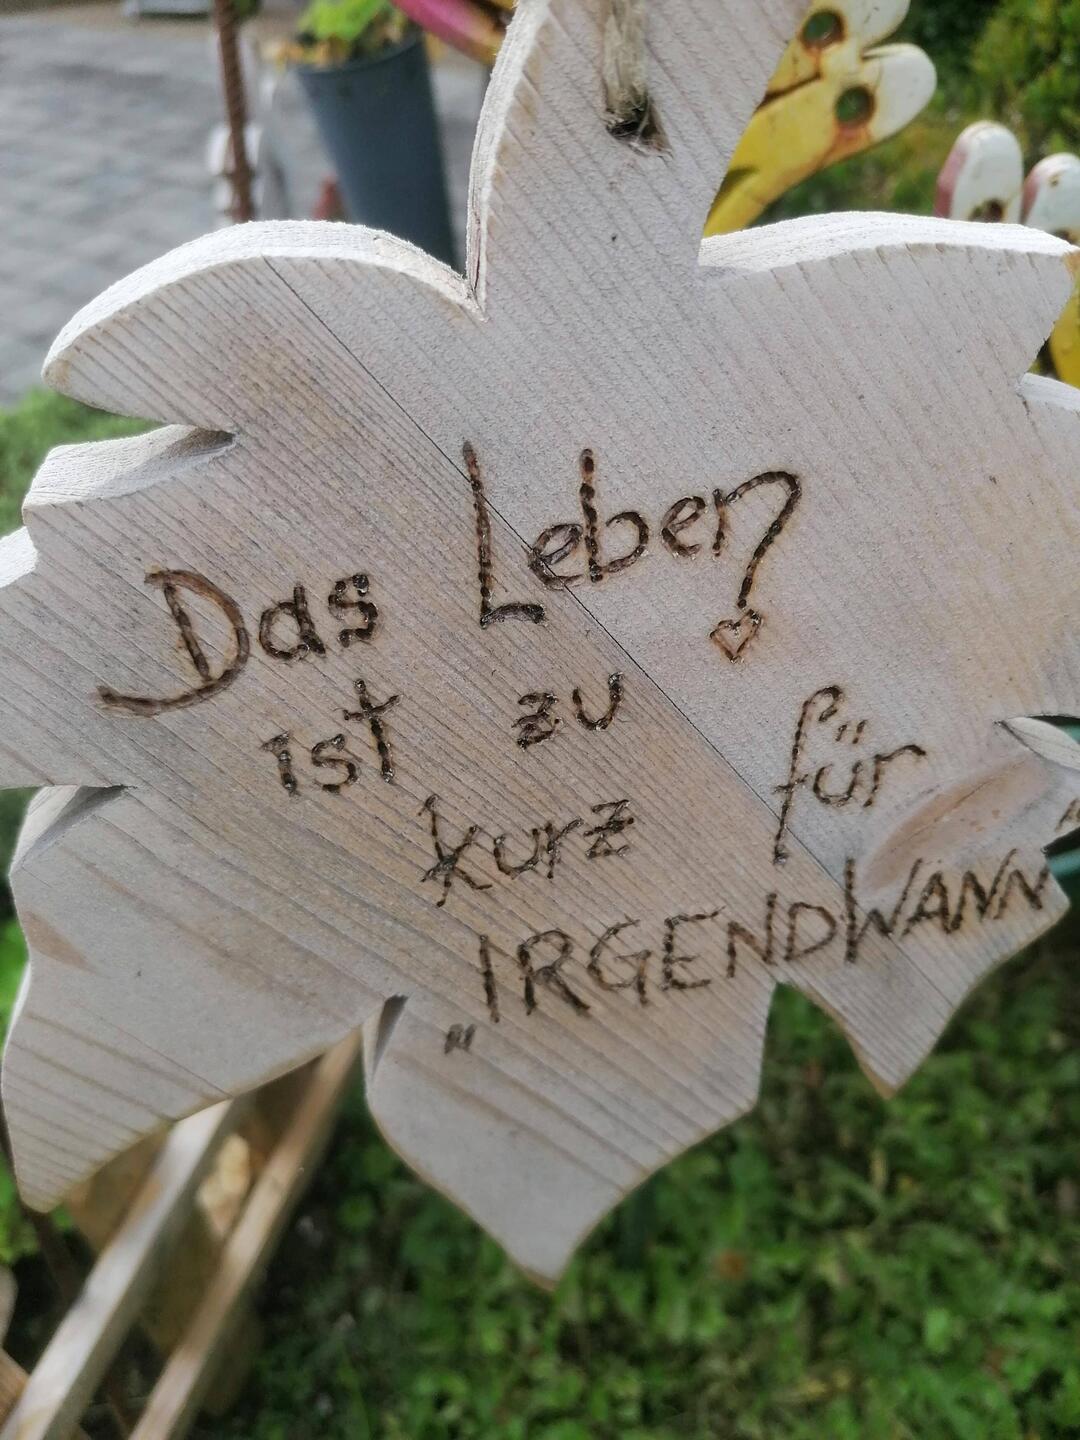 Das Leben
ist zu
kurz für
„IRGENDWANN"